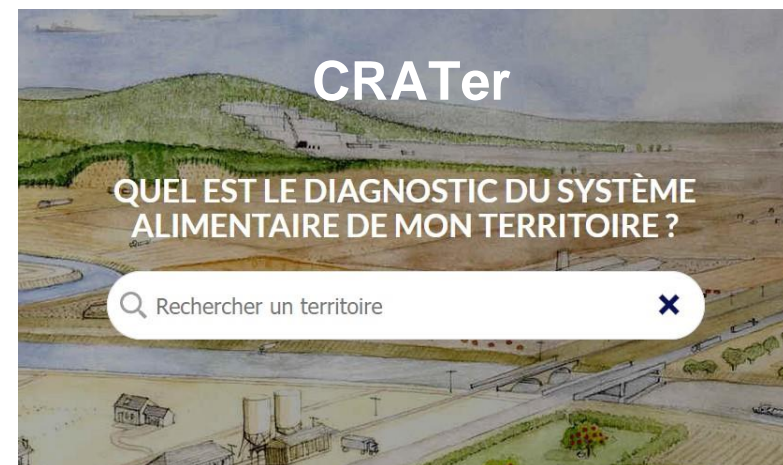 CRATer
QUEL EST LE DIAGNOSTIC DU SYSTÈME
ALIMENTAIRE DE MON TERRITOIRE ?
Rechercher un territoire